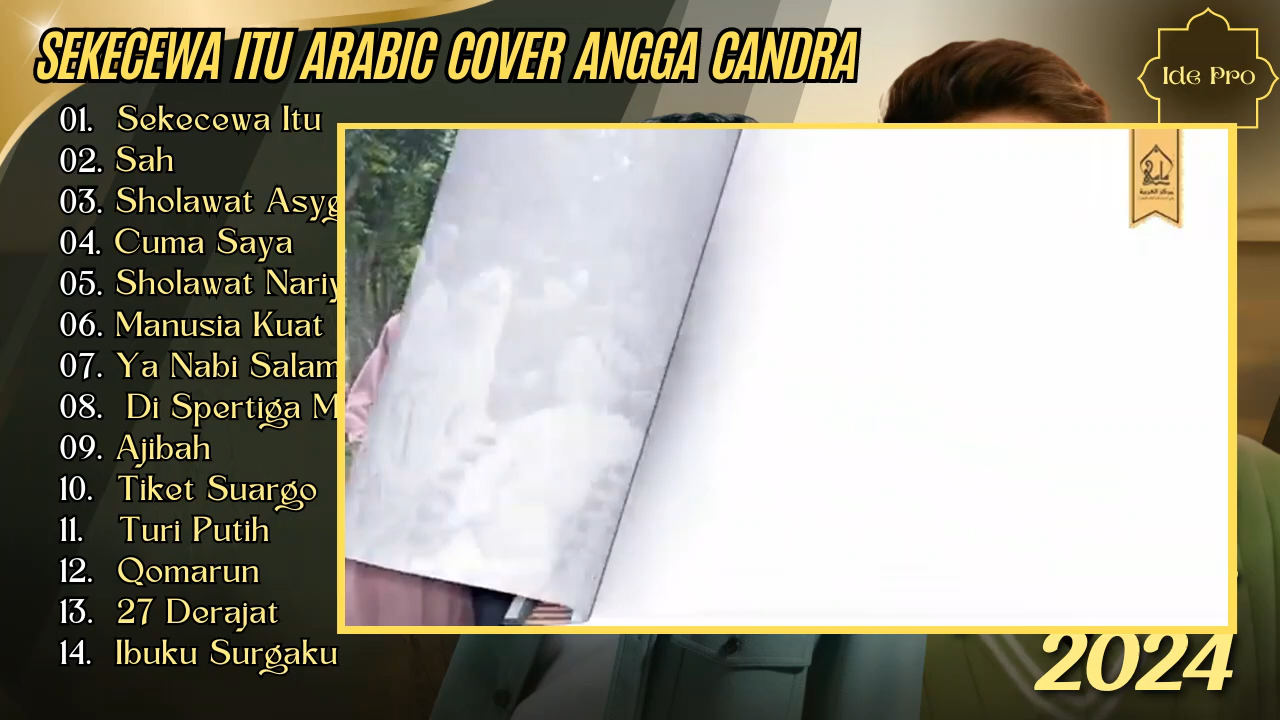 SEKECEWA ITU ARABIC COVER ANGGA CANDRA
Ide Pro
01. Sekecewa Itu
02. Sah
03. Sholawat
04. Cuma Saya
05. Sholawat
06. Manusia Kuat
07. Ya Nabi Salam
08. Di Spertiga
09. Ajibah
10. Tiket Suargo
11. Turi Putih
12. Qomarun
13. 27 Derajat
14. Ibuku Surgaku
2024